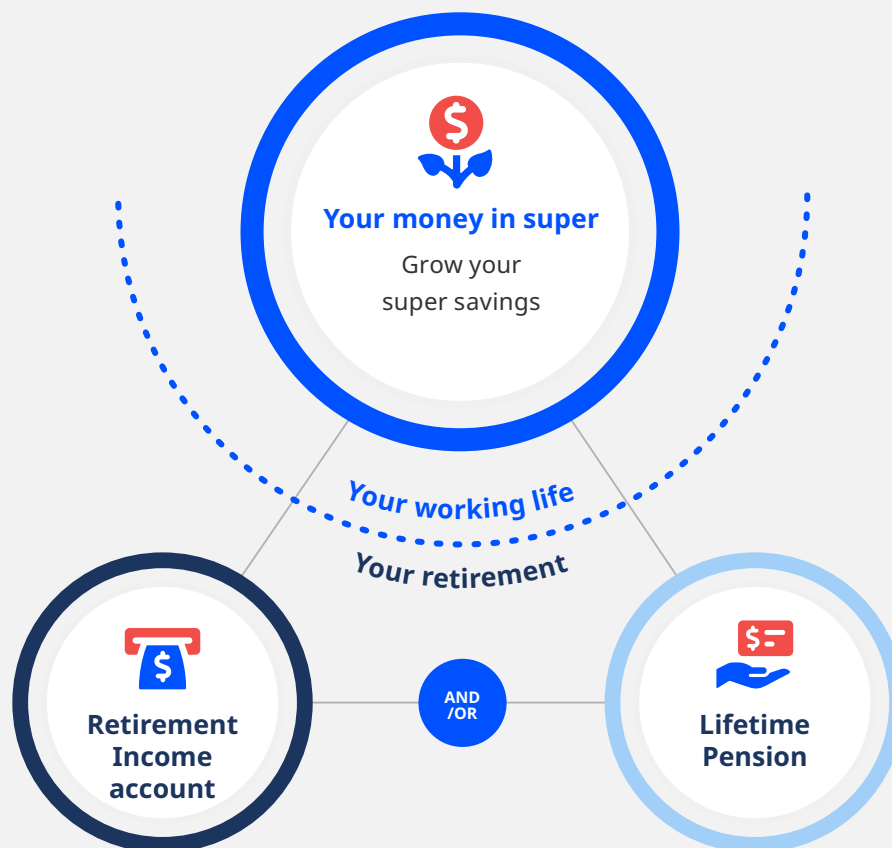 $
Your money in super
Grow your
super savings
Your working life
Your retirement
$
Retirement
Income
account
AND
/OR
$
Lifetime
Pension